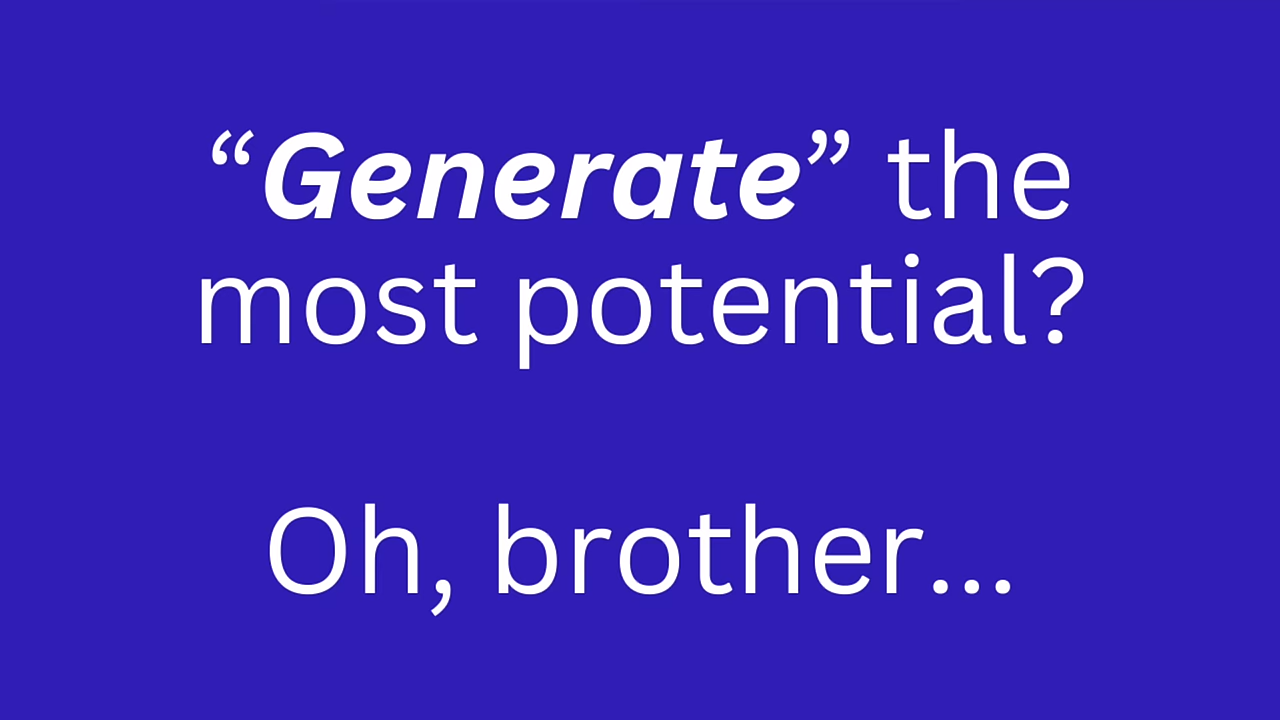 “Generate” the
most potential?
Oh, brother...